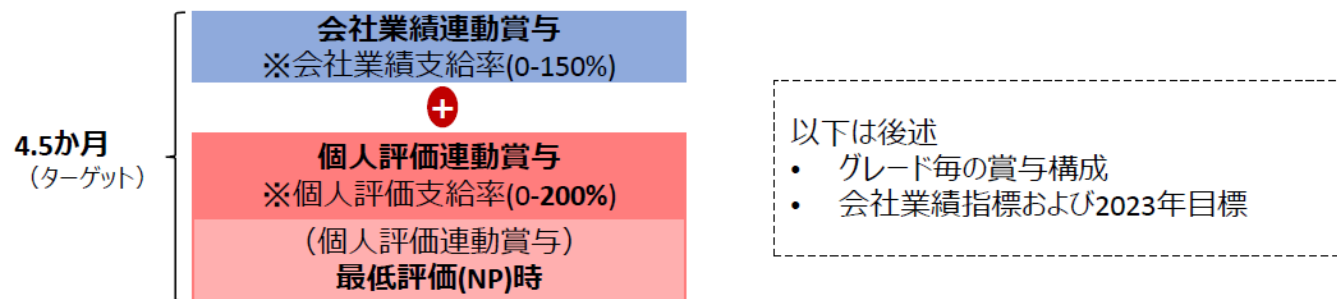 会社業績連動賞与
※会社業績支給率(0-150%)
+
4.5か月
（ターゲット）
個人評価連動賞与
※個人評価支給率(0-200%)
（個人評価連動賞与）
最低評価(NP)時
以下は後述
• グレード毎の賞与構成
• 会社業績指標および2023年目標